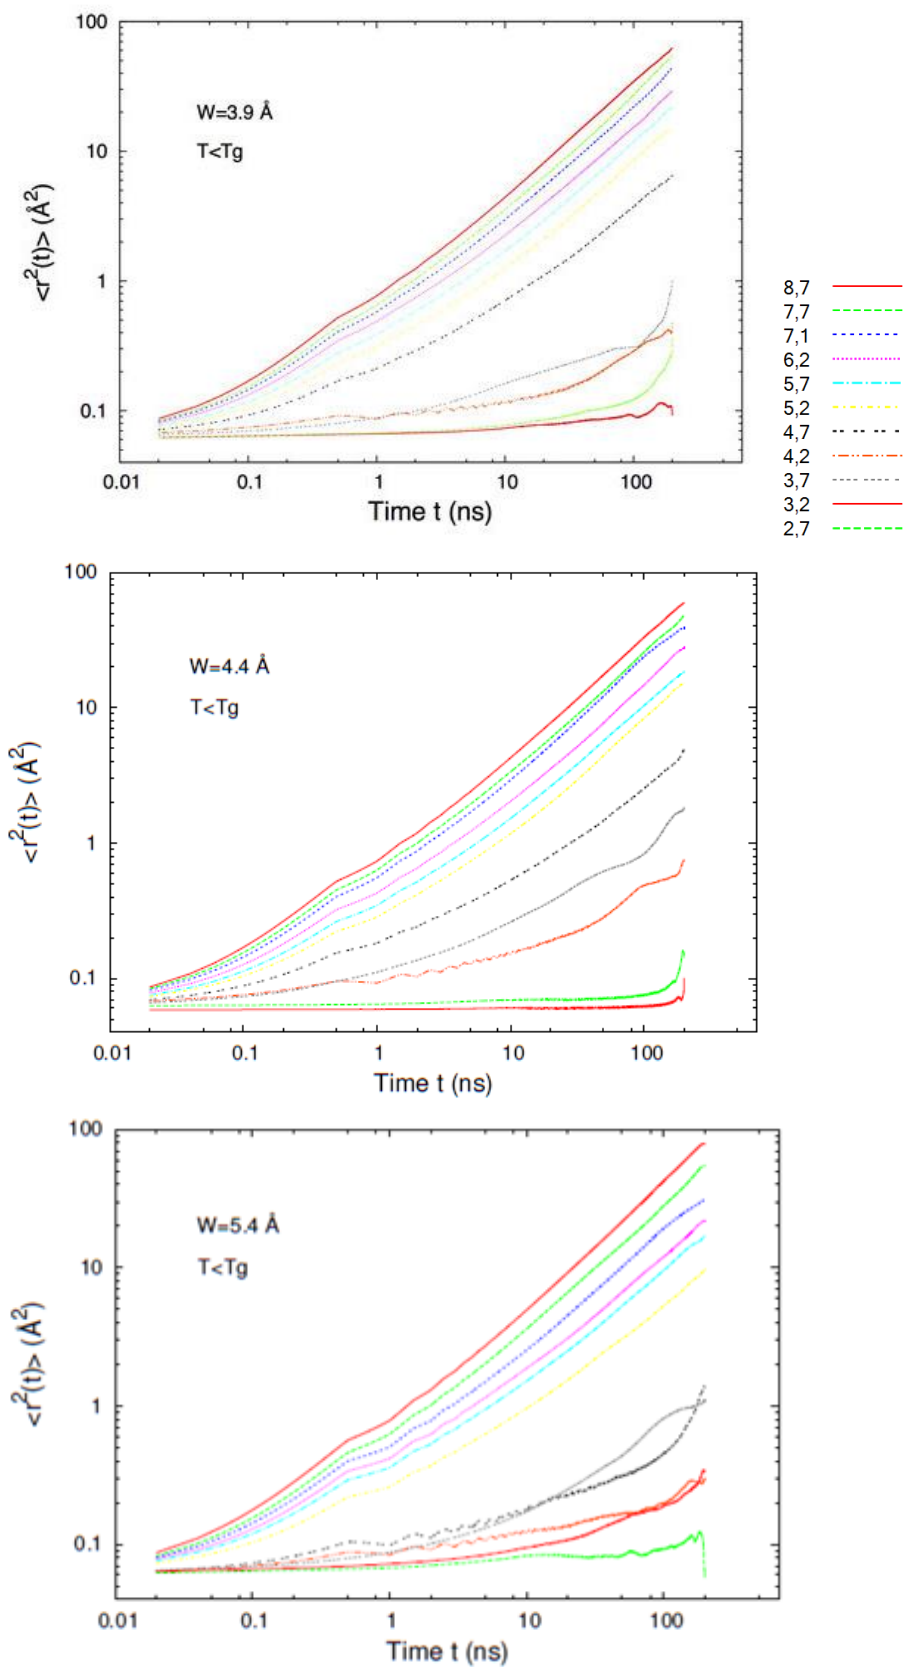 100
10
1
0.1
<r²(t)> (Å²)
W=3.9 Å
T<Tg
0.01 0.1 1 10 100
Time t (ns)
8,7
7,7
7,1
6,2
5,7
5,2
4,7
4,2
3,7
3,2
2,7
100
10
1
0.1
<r²(t)> (Å²)
W=4.4 Å
T<Tg
0.01 0.1 1 10 100
Time t (ns)
100
10
1
0.1
<r²(t)> (Å²)
W=5.4 Å
T<Tg
0.01 0.1 1 10 100
Time t (ns)